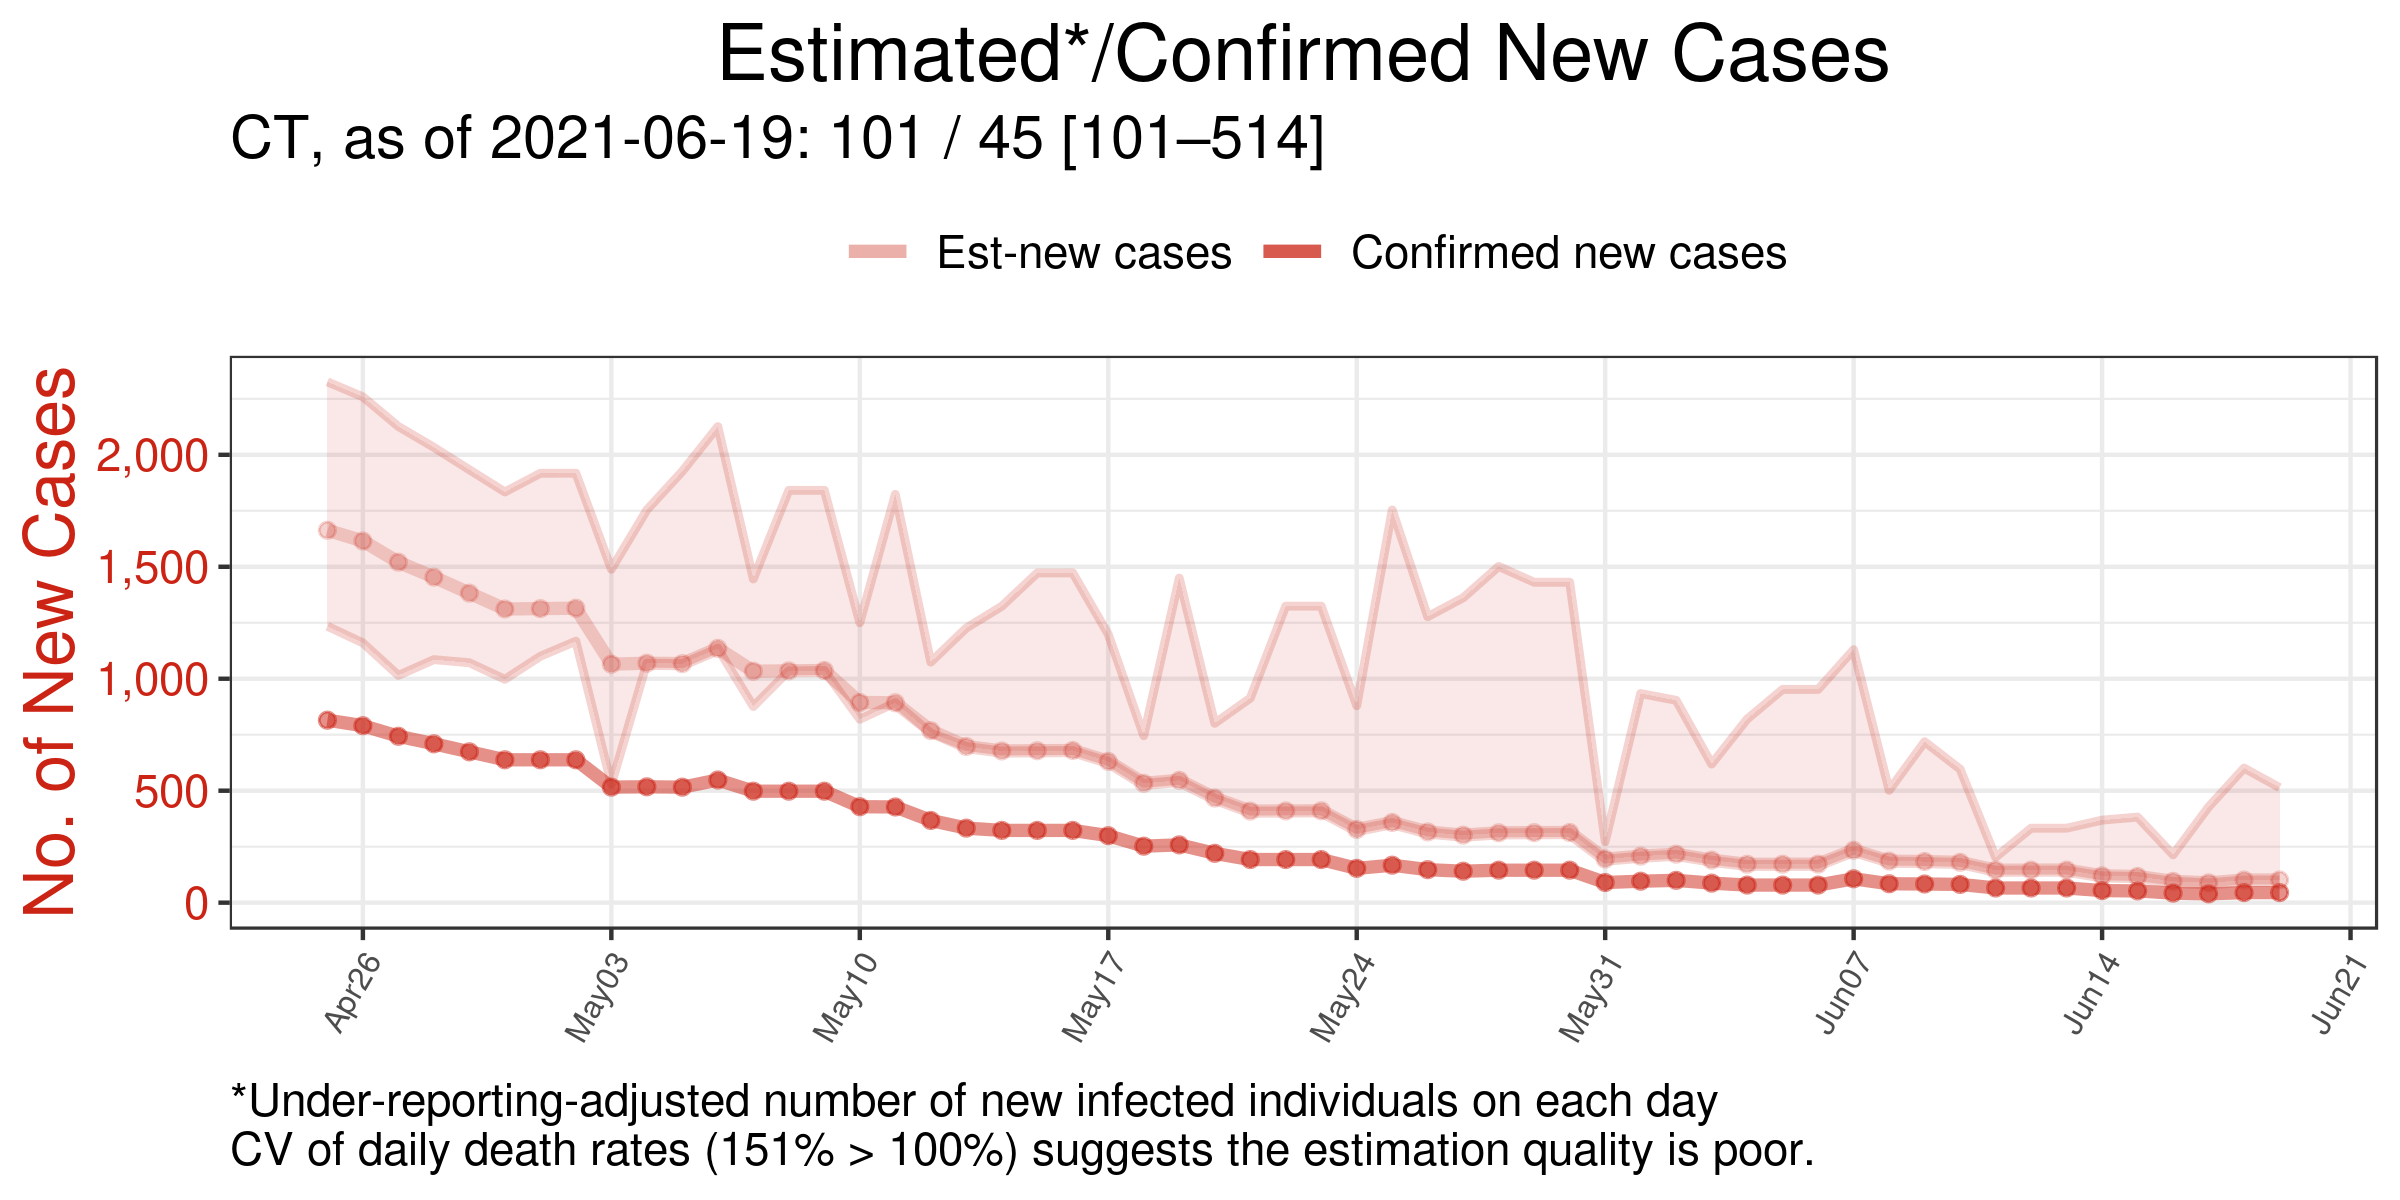 Estimated*/Confirmed New Cases
CT, as of 2021-06-19: 101 / 45 [101–514]
Est-new cases
Confirmed new cases
No. of New Cases
2,000
1,500
1,000
500
0
Apr26
May03
May10
May17
May24
May31
Jun07
Jun14
Jun21
*Under-reporting-adjusted number of new infected individuals on each day
CV of daily death rates (151% > 100%) suggests the estimation quality is poor.